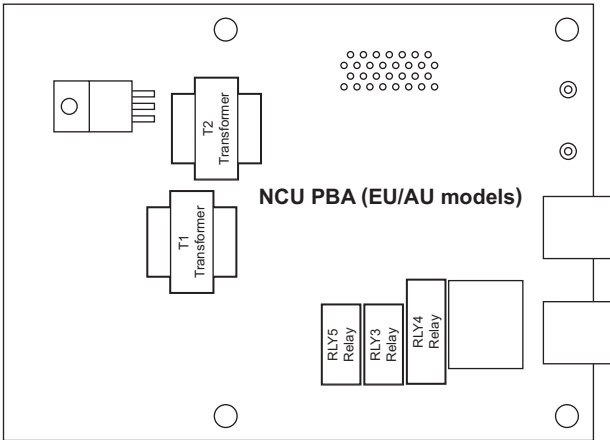 T2
Transformer
NCU PBA (EU/AU models)
T1
Transformer
RLY5
Relay
RLY3
Relay
RLY4
Relay